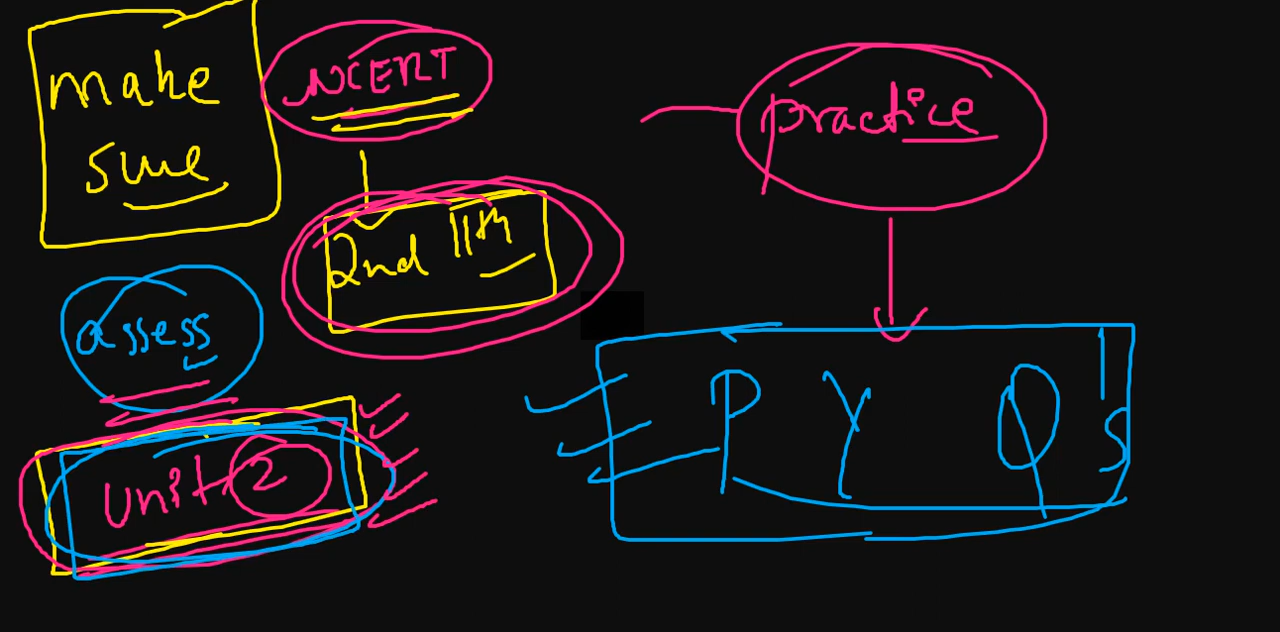 make
sure
NCERT
2nd 11th
assess
unit-2
practice
PYQ's